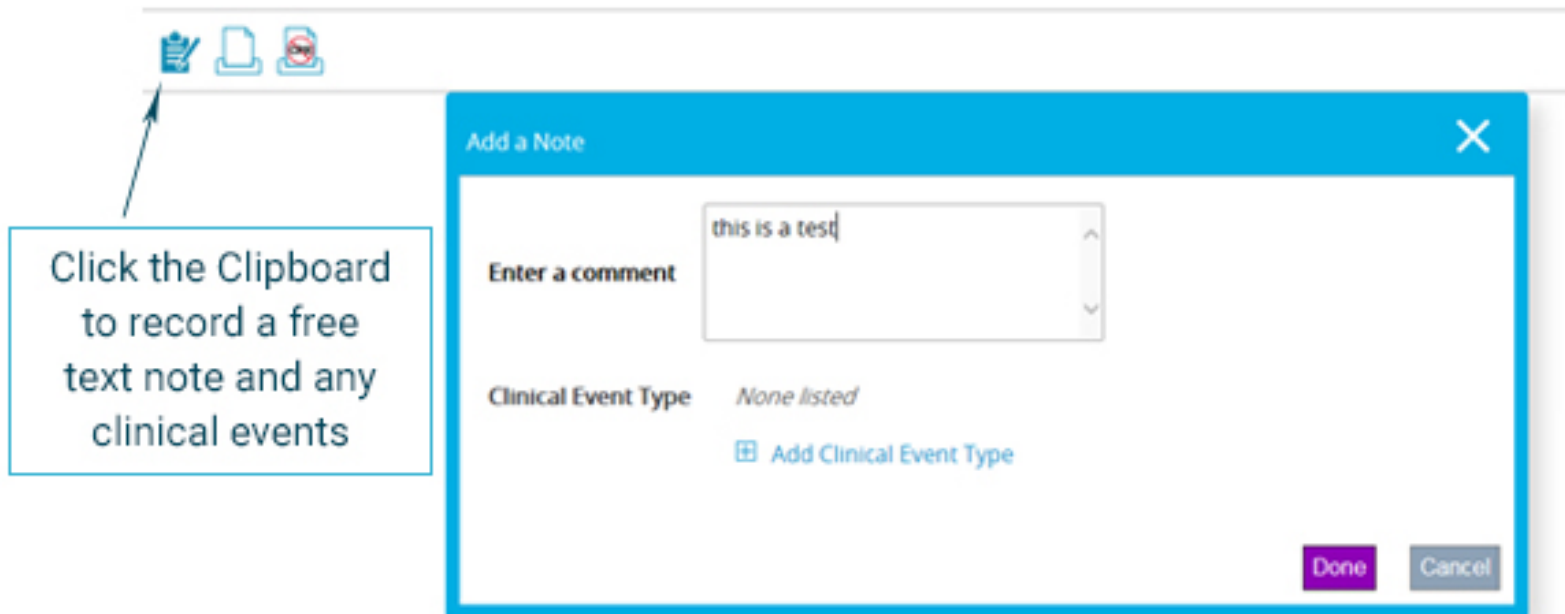 Add a Note
this is a test
Enter a comment
Click the Clipboard
to record a free
text note and any
clinical events
Clinical Event Type
None listed
Add Clinical Event Type
Done
Cancel